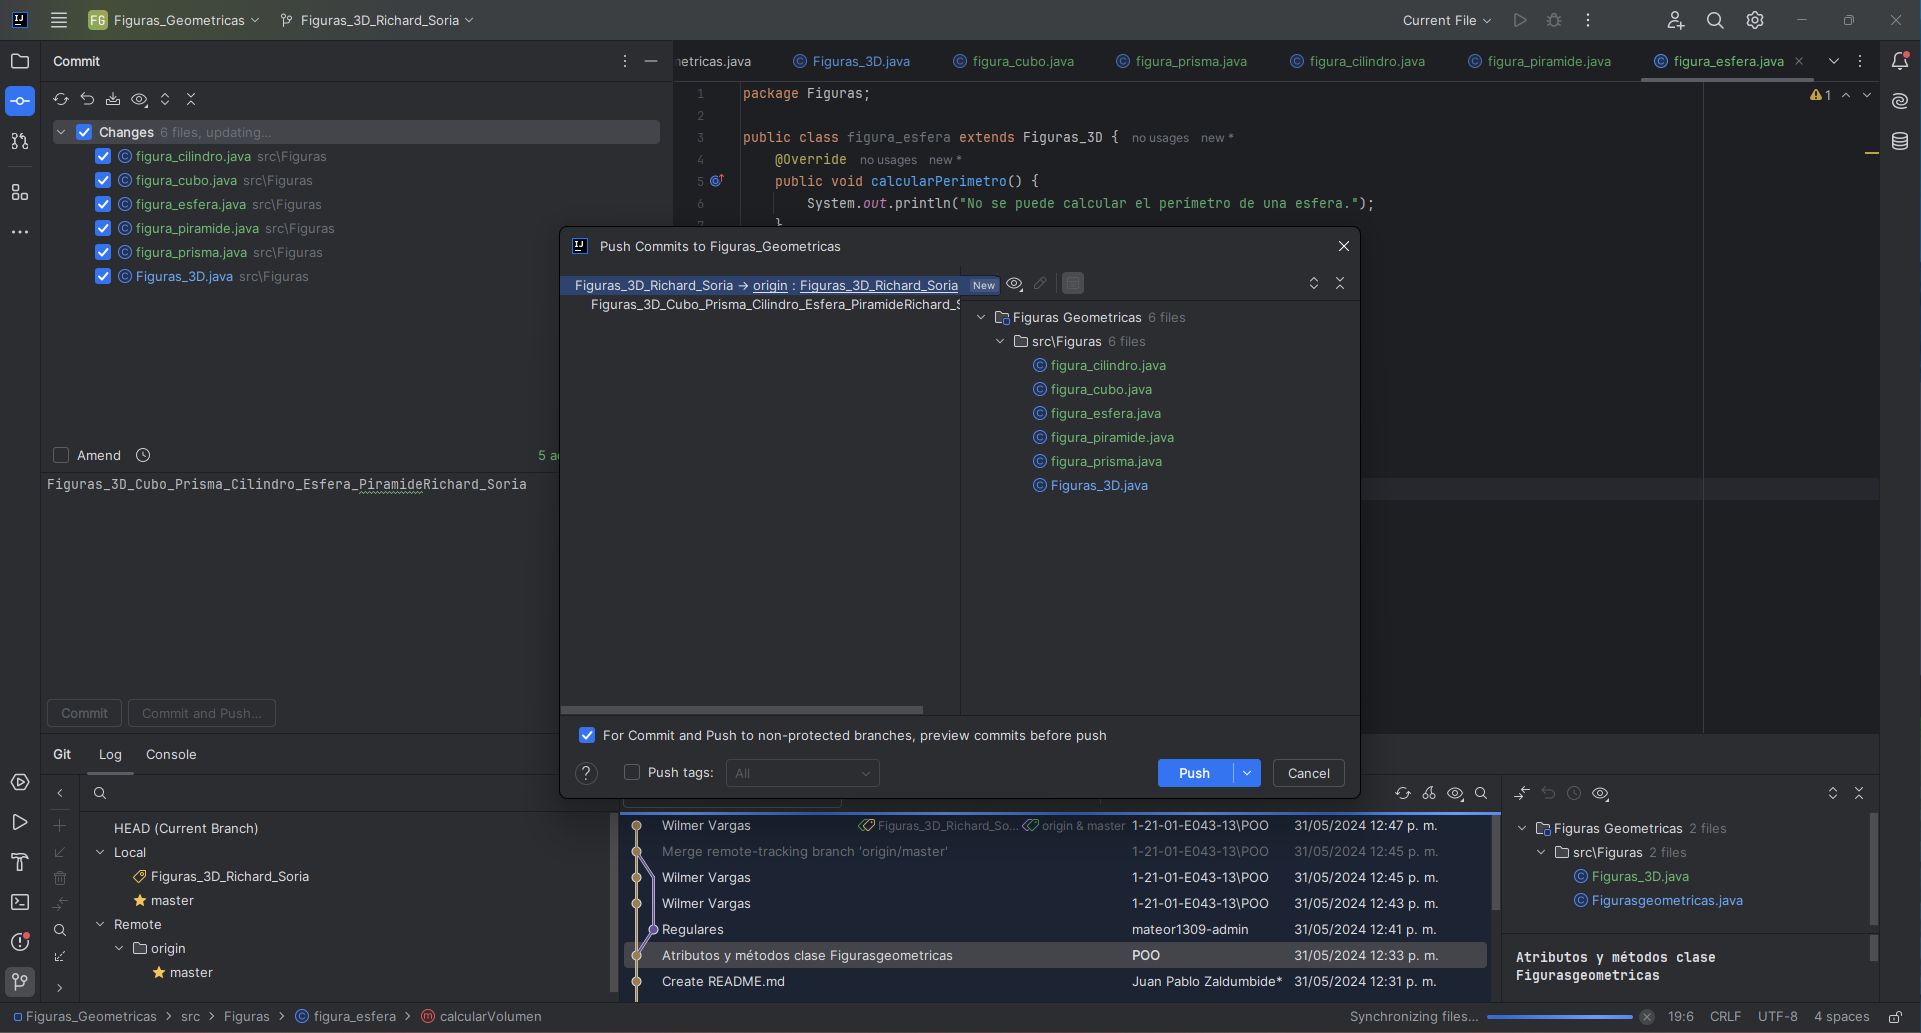 FG Figuras_Geometricas Figuras_3D_Richard_Soria Current File
Commit
Changes 6 files, updating...
figura_cilindro.java src\Figuras
figura_cubo.java src\Figuras
figura_esfera.java src\Figuras
figura_piramide.java src\Figuras
figura_prisma.java src\Figuras
Figuras_3D.java src\Figuras
Amend
Figuras_3D_Cubo_Prisma_Cilindro_Esfera_PiramideRichard_Soria
Commit Commit and Push...
etricas.java Figuras_3D.java figura_cubo.java figura_prisma.java figura_cilindro.java figura_piramide.java figura_esfera.java
1 package Figuras; 1
2
3 public class figura_esfera extends Figuras_3D { no usages new *
4 @Override no usages new *
5 public void calcularPerimetro() {
6 System.out.println("No se puede calcular el perímetro de una esfera.");
7 }
Push Commits to Figuras_Geometricas
Figuras_3D_Richard_Soria → origin : Figuras_3D_Richard_Soria New
Figuras_3D_Cubo_Prisma_Cilindro_Esfera_PiramideRichard_S
Figuras Geometricas 6 files
src\Figuras 6 files
figura_cilindro.java
figura_cubo.java
figura_esfera.java
figura_piramide.java
figura_prisma.java
Figuras_3D.java
For Commit and Push to non-protected branches, preview commits before push
? Push tags: All Push Cancel
Git Log Console
HEAD (Current Branch)
Local
Figuras_3D_Richard_Soria
master
Remote
origin
master
Wilmer Vargas Figuras_3D_Richard_So... origin & master 1-21-01-E043-13\POO 31/05/2024 12:47 p. m.
Merge remote-tracking branch 'origin/master' 1-21-01-E043-13\POO 31/05/2024 12:45 p. m.
Wilmer Vargas 1-21-01-E043-13\POO 31/05/2024 12:45 p. m.
Wilmer Vargas 1-21-01-E043-13\POO 31/05/2024 12:43 p. m.
Regulares mateor1309-admin 31/05/2024 12:41 p. m.
Atributos y métodos clase Figurasgeometricas POO 31/05/2024 12:33 p. m.
Create README.md Juan Pablo Zaldumbide* 31/05/2024 12:31 p. m.
Figuras Geometricas 2 files
src\Figuras 2 files
Figuras_3D.java
Figurasgeometricas.java
Atributos y métodos clase
Figurasgeometricas
Figuras_Geometricas > src > Figuras > figura_esfera > calcularVolumen Synchronizing files... 19:6 CRLF UTF-8 4 spaces